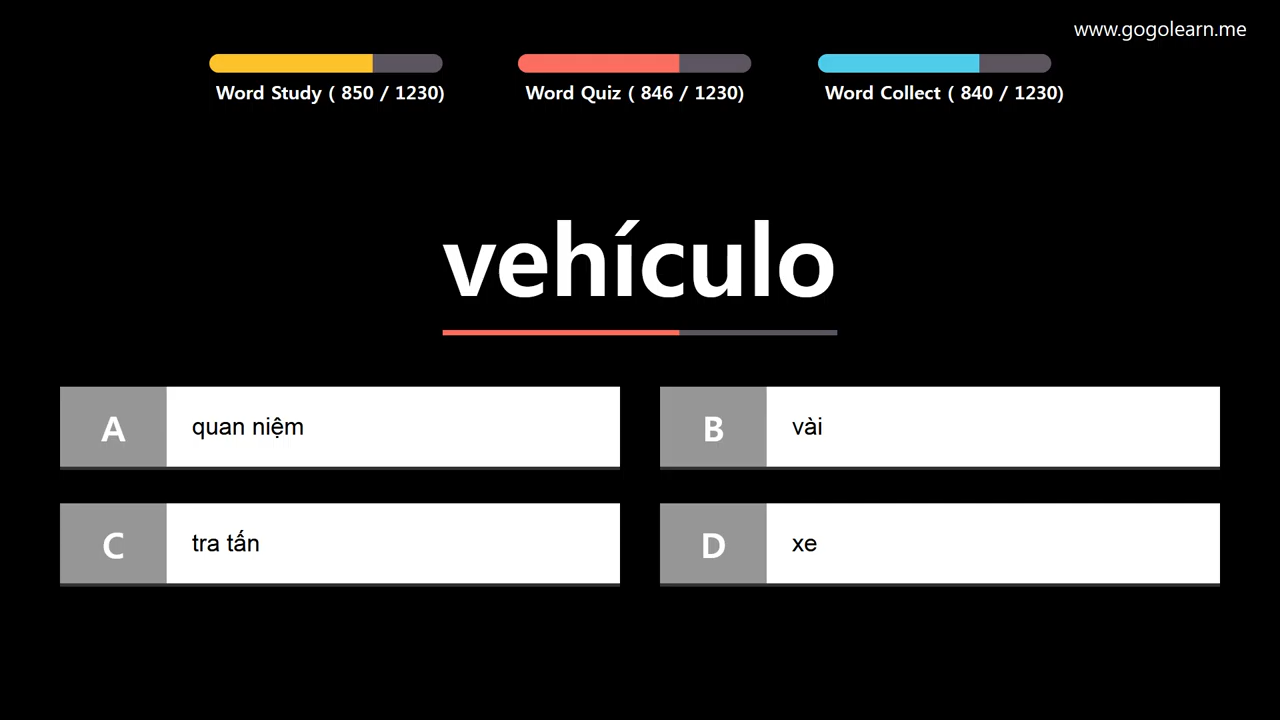 www.gogolearn.me
Word Study ( 850 / 1230)
Word Quiz ( 846 / 1230)
Word Collect ( 840 / 1230)
vehículo
A quan niệm
B vài
C tra tấn
D xe